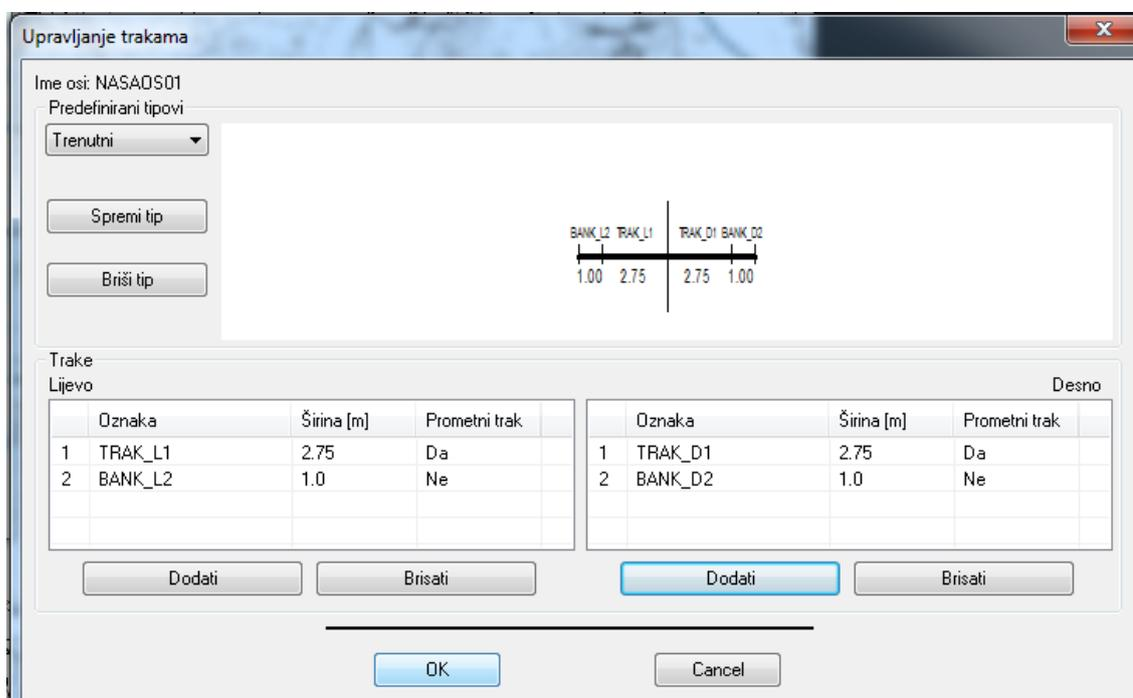 Upravljanje trakama
Ime osi: NASAOS01
Predefinirani tipovi
Trenutni
Spremi tip
Briši tip
BANK_L2 TRAK_L1 TRAK_D1 BANK_D2
1.00 2.75 2.75 1.00
Trake
Lijevo Desno
Oznaka Širina [m] Prometni trak Oznaka Širina [m] Prometni trak
1 TRAK_L1 2.75 Da 1 TRAK_D1 2.75 Da
2 BANK_L2 1.0 Ne 2 BANK_D2 1.0 Ne
Dodati Brisati Dodati Brisati
OK Cancel